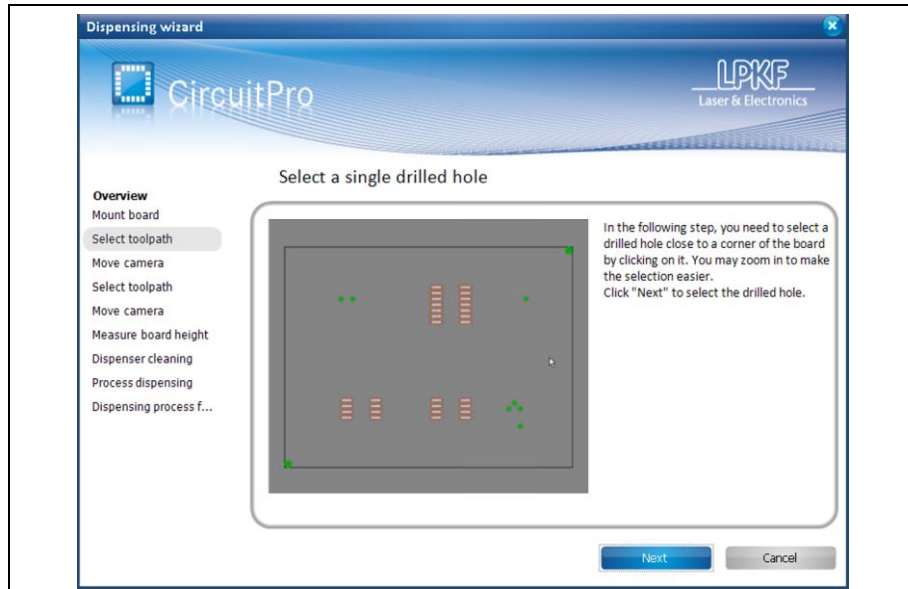 Dispensing wizard
CircuitPro
LPKF
Laser & Electronics
Select a single drilled hole
Overview
Mount board
Select toolpath
Move camera
Select toolpath
Move camera
Measure board height
Dispenser cleaning
Process dispensing
Dispensing process f...
In the following step, you need to select a
drilled hole close to a corner of the board
by clicking on it. You may zoom in to make
the selection easier.
Click "Next" to select the drilled hole.
Next
Cancel